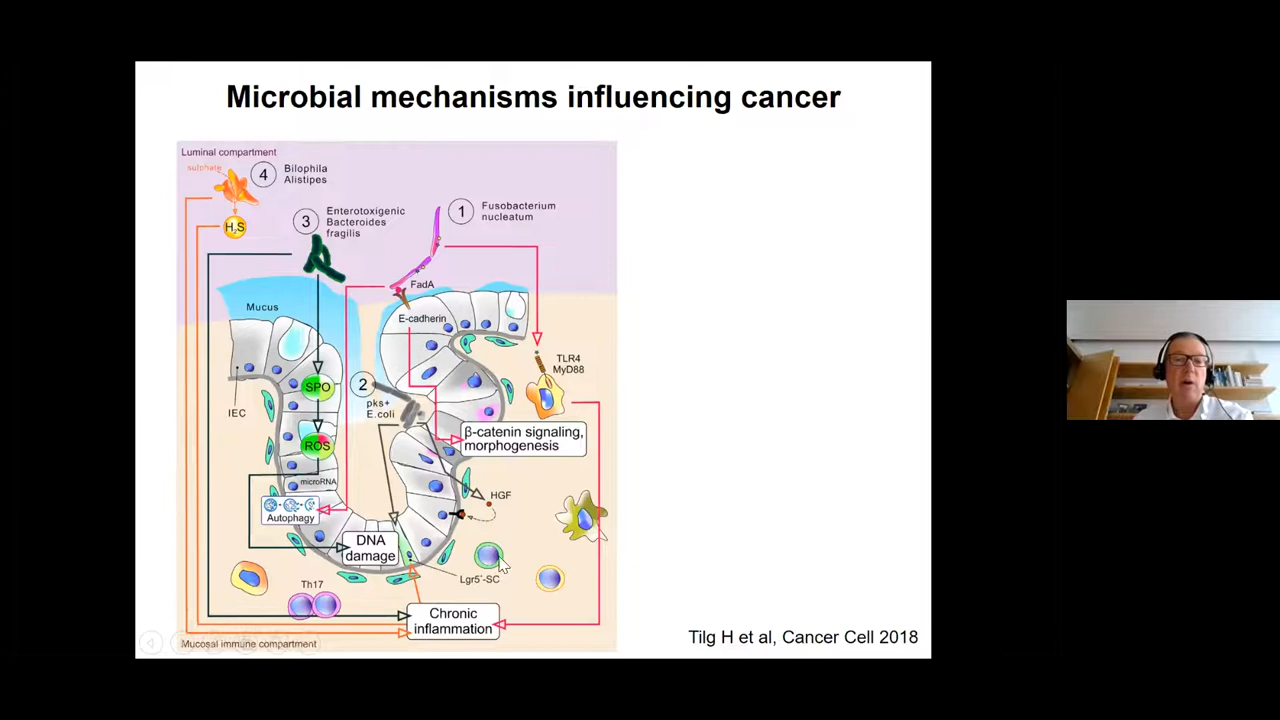 Microbial mechanisms influencing cancer
Luminal compartment
sulphate
4
Bilophila
Alistipes
H₂S
3
Enterotoxigenic
Bacteroides
fragilis
1
Fusobacterium
nucleatum
FadA
Mucus
E-cadherin
TLR4
MyD88
SPO
2
pks+
E.coli
IEC
β-catenin signaling,
morphogenesis
ROS
microRNA
HGF
Autophagy
DNA
damage
Lgr5⁺-SC
Th17
Chronic
inflammation
Mucosal immune compartment
Tilg H et al, Cancer Cell 2018